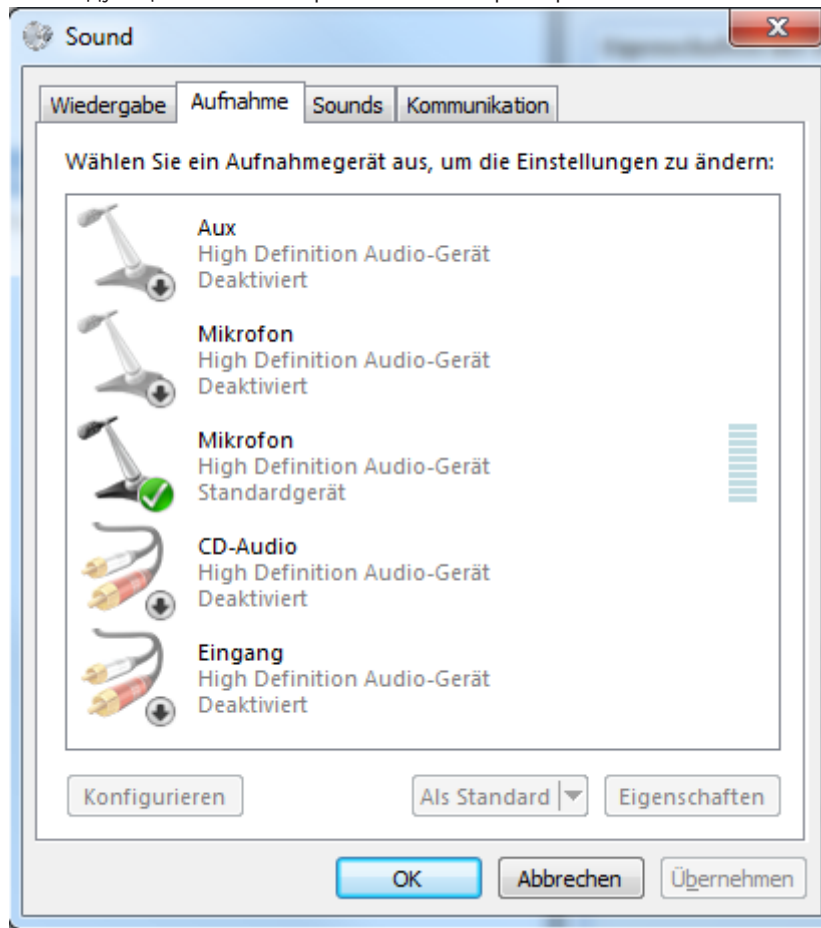 Sound
Wiedergabe Aufnahme Sounds Kommunikation
Wählen Sie ein Aufnahmegerät aus, um die Einstellungen zu ändern:
Aux
High Definition Audio-Gerät
Deaktiviert
Mikrofon
High Definition Audio-Gerät
Deaktiviert
Mikrofon
High Definition Audio-Gerät
Standardgerät
CD-Audio
High Definition Audio-Gerät
Deaktiviert
Eingang
High Definition Audio-Gerät
Deaktiviert
Konfigurieren Als Standard Eigenschaften
OK Abbrechen Übernehmen